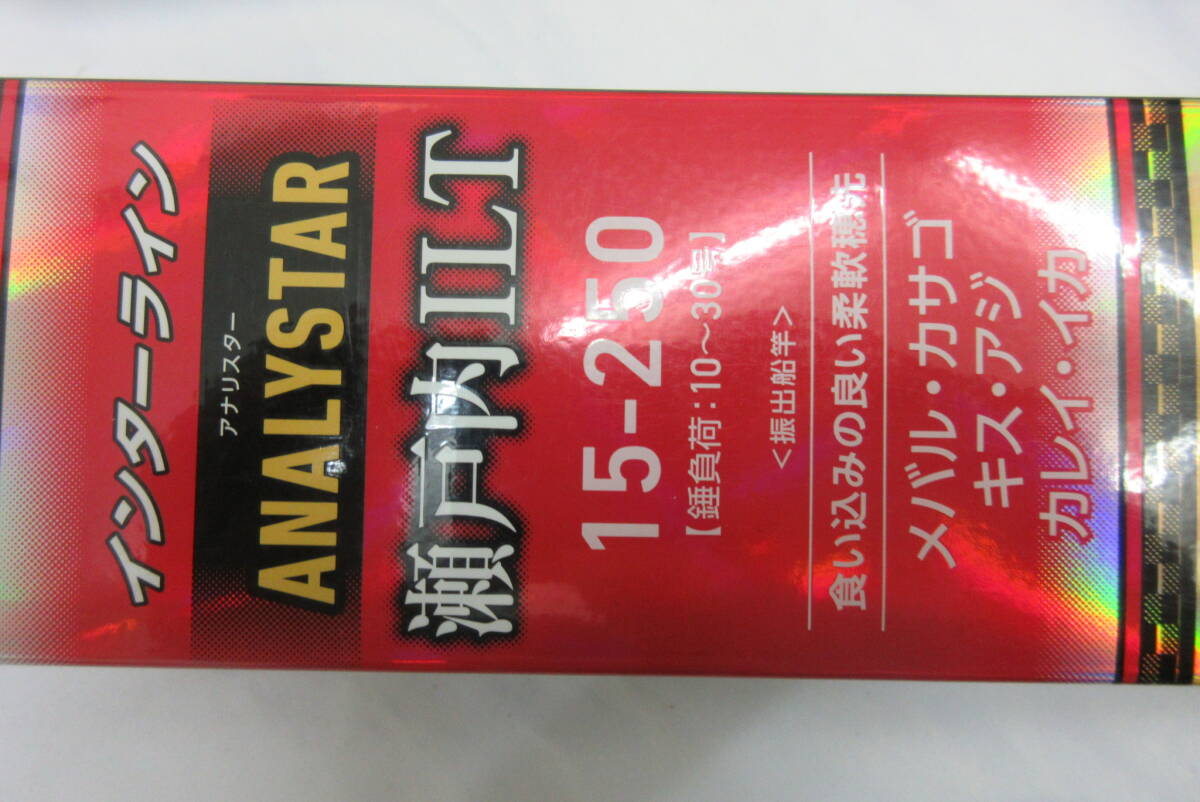 インターライン
アナリスター
ANALYSTAR
瀬戸内 IILT
15-250
【錘負荷:10～30号】
＜振出船竿＞
食い込みの良い柔軟穂先
メバル・カサゴ
キス・アジ
カレイ・イカ